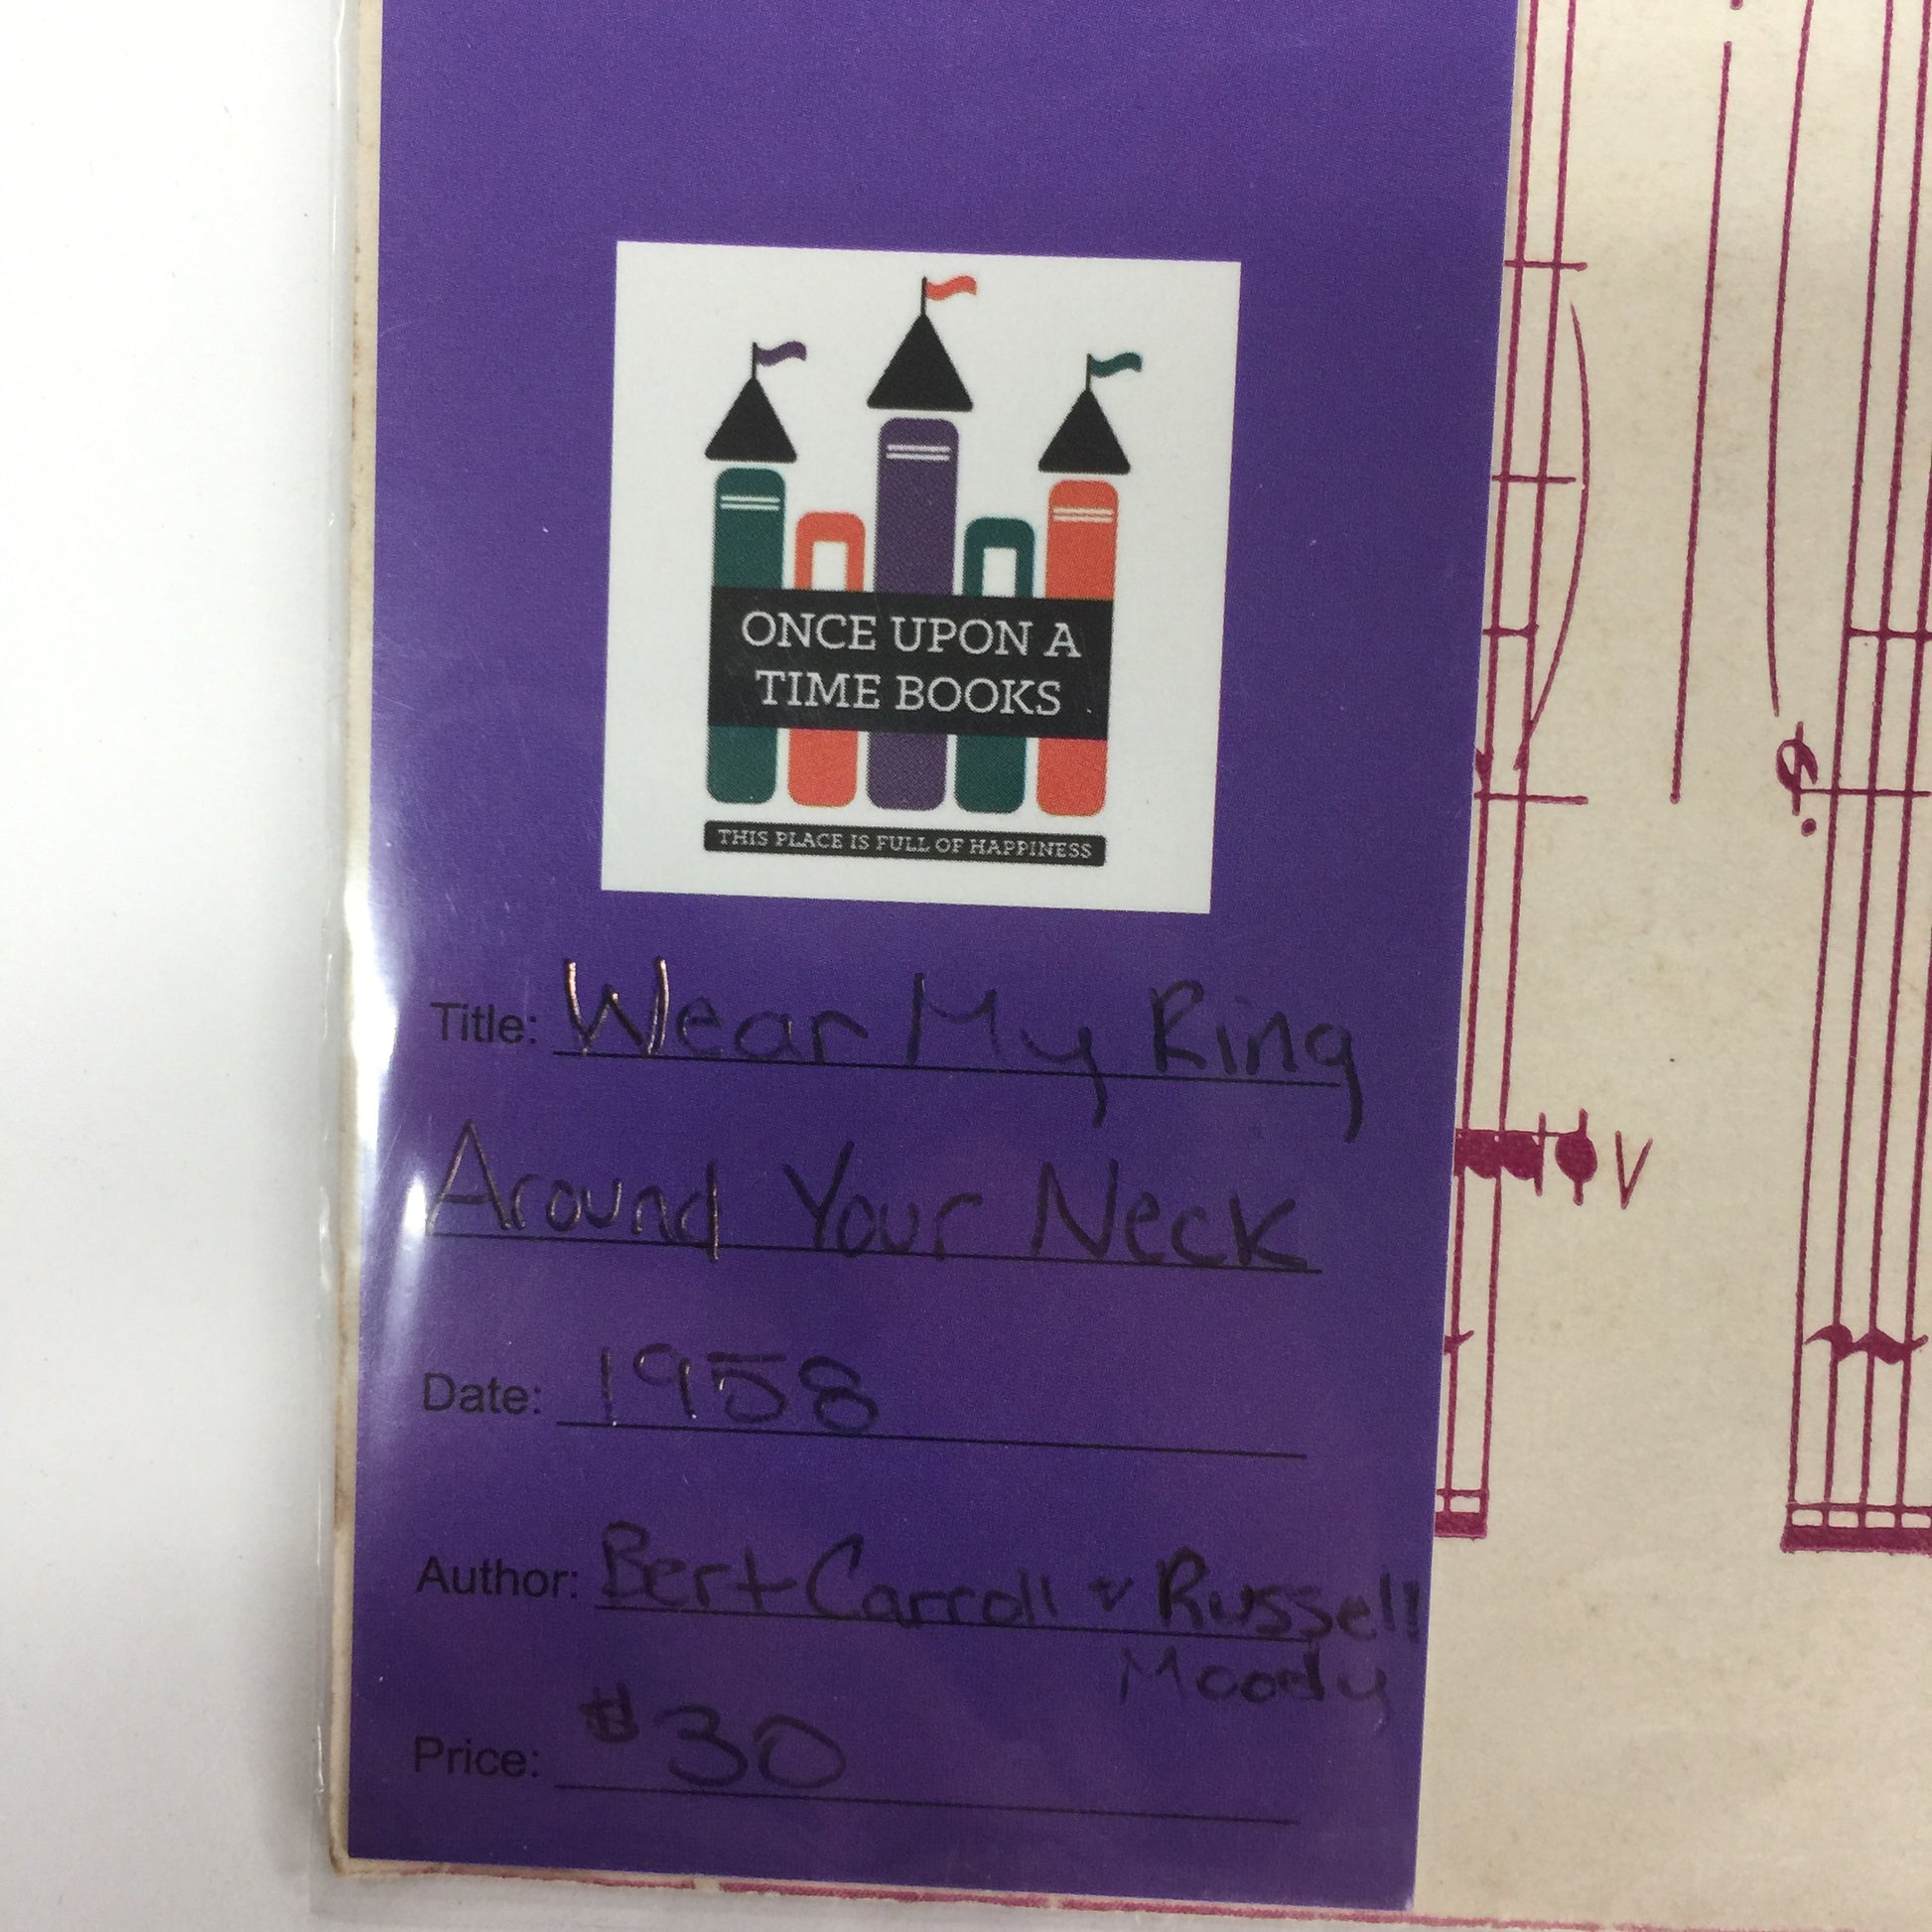 ONCE UPON A
TIME BOOKS
THIS PLACE IS FULL OF HAPPINESS
Title: Wear My Ring
Around Your Neck
Date: 1958
Author: Bert Carroll & Russell
Moody
Price: $30